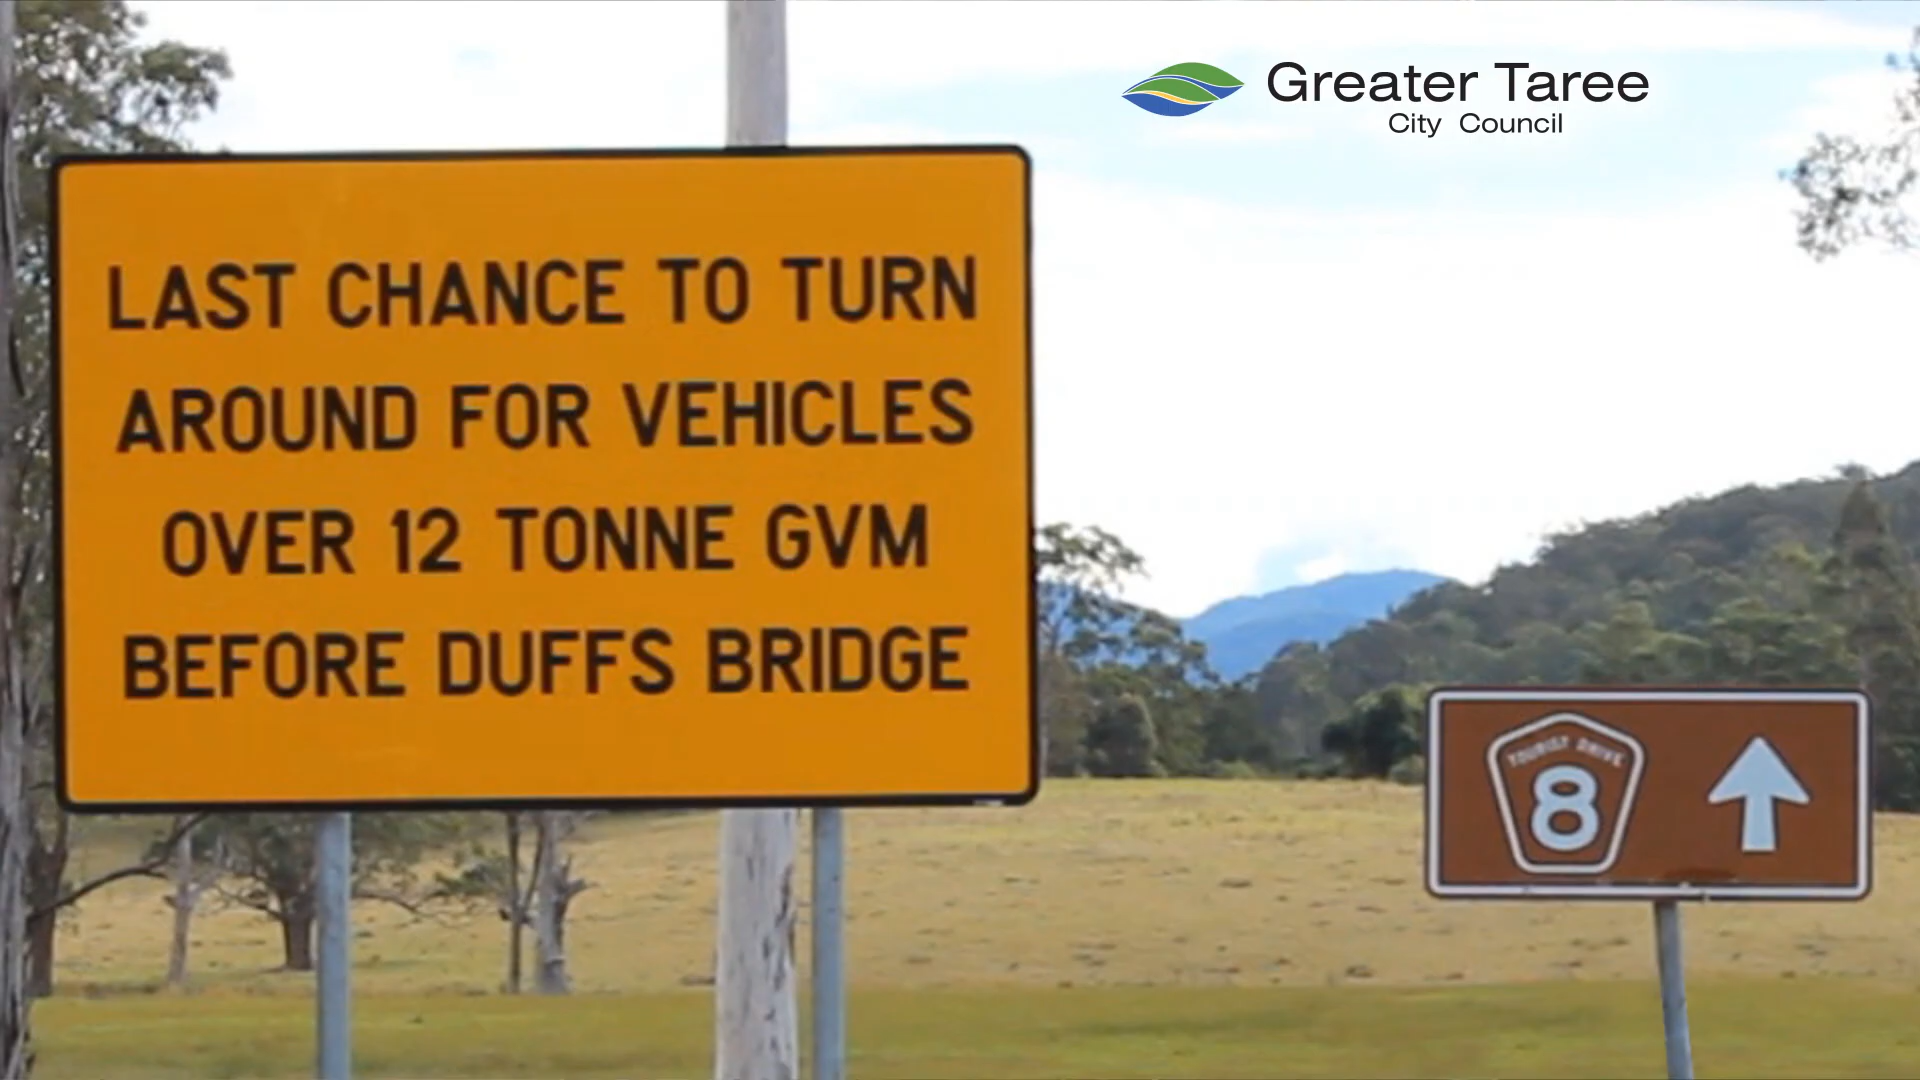 Greater Taree
City Council
LAST CHANCE TO TURN
AROUND FOR VEHICLES
OVER 12 TONNE GVM
BEFORE DUFFS BRIDGE
TOURIST DRIVE
8